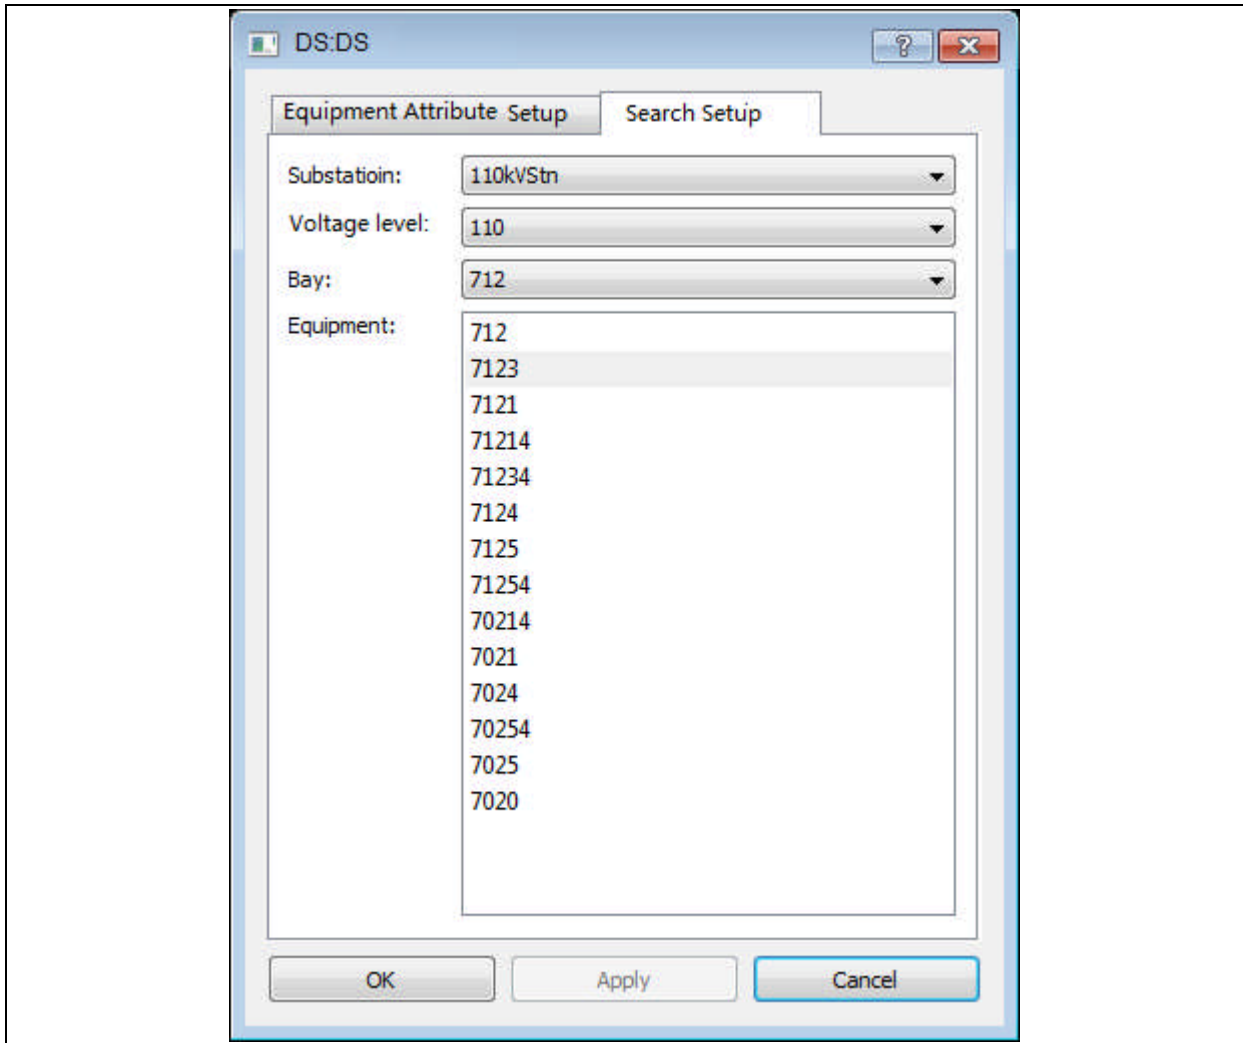 DS:DS
Equipment Attribute Setup
Search Setup
Substatioin:
110kVStn
Voltage level:
110
Bay:
712
Equipment:
712
7123
7121
71214
71234
7124
7125
71254
70214
7021
7024
70254
7025
7020
OK
Apply
Cancel